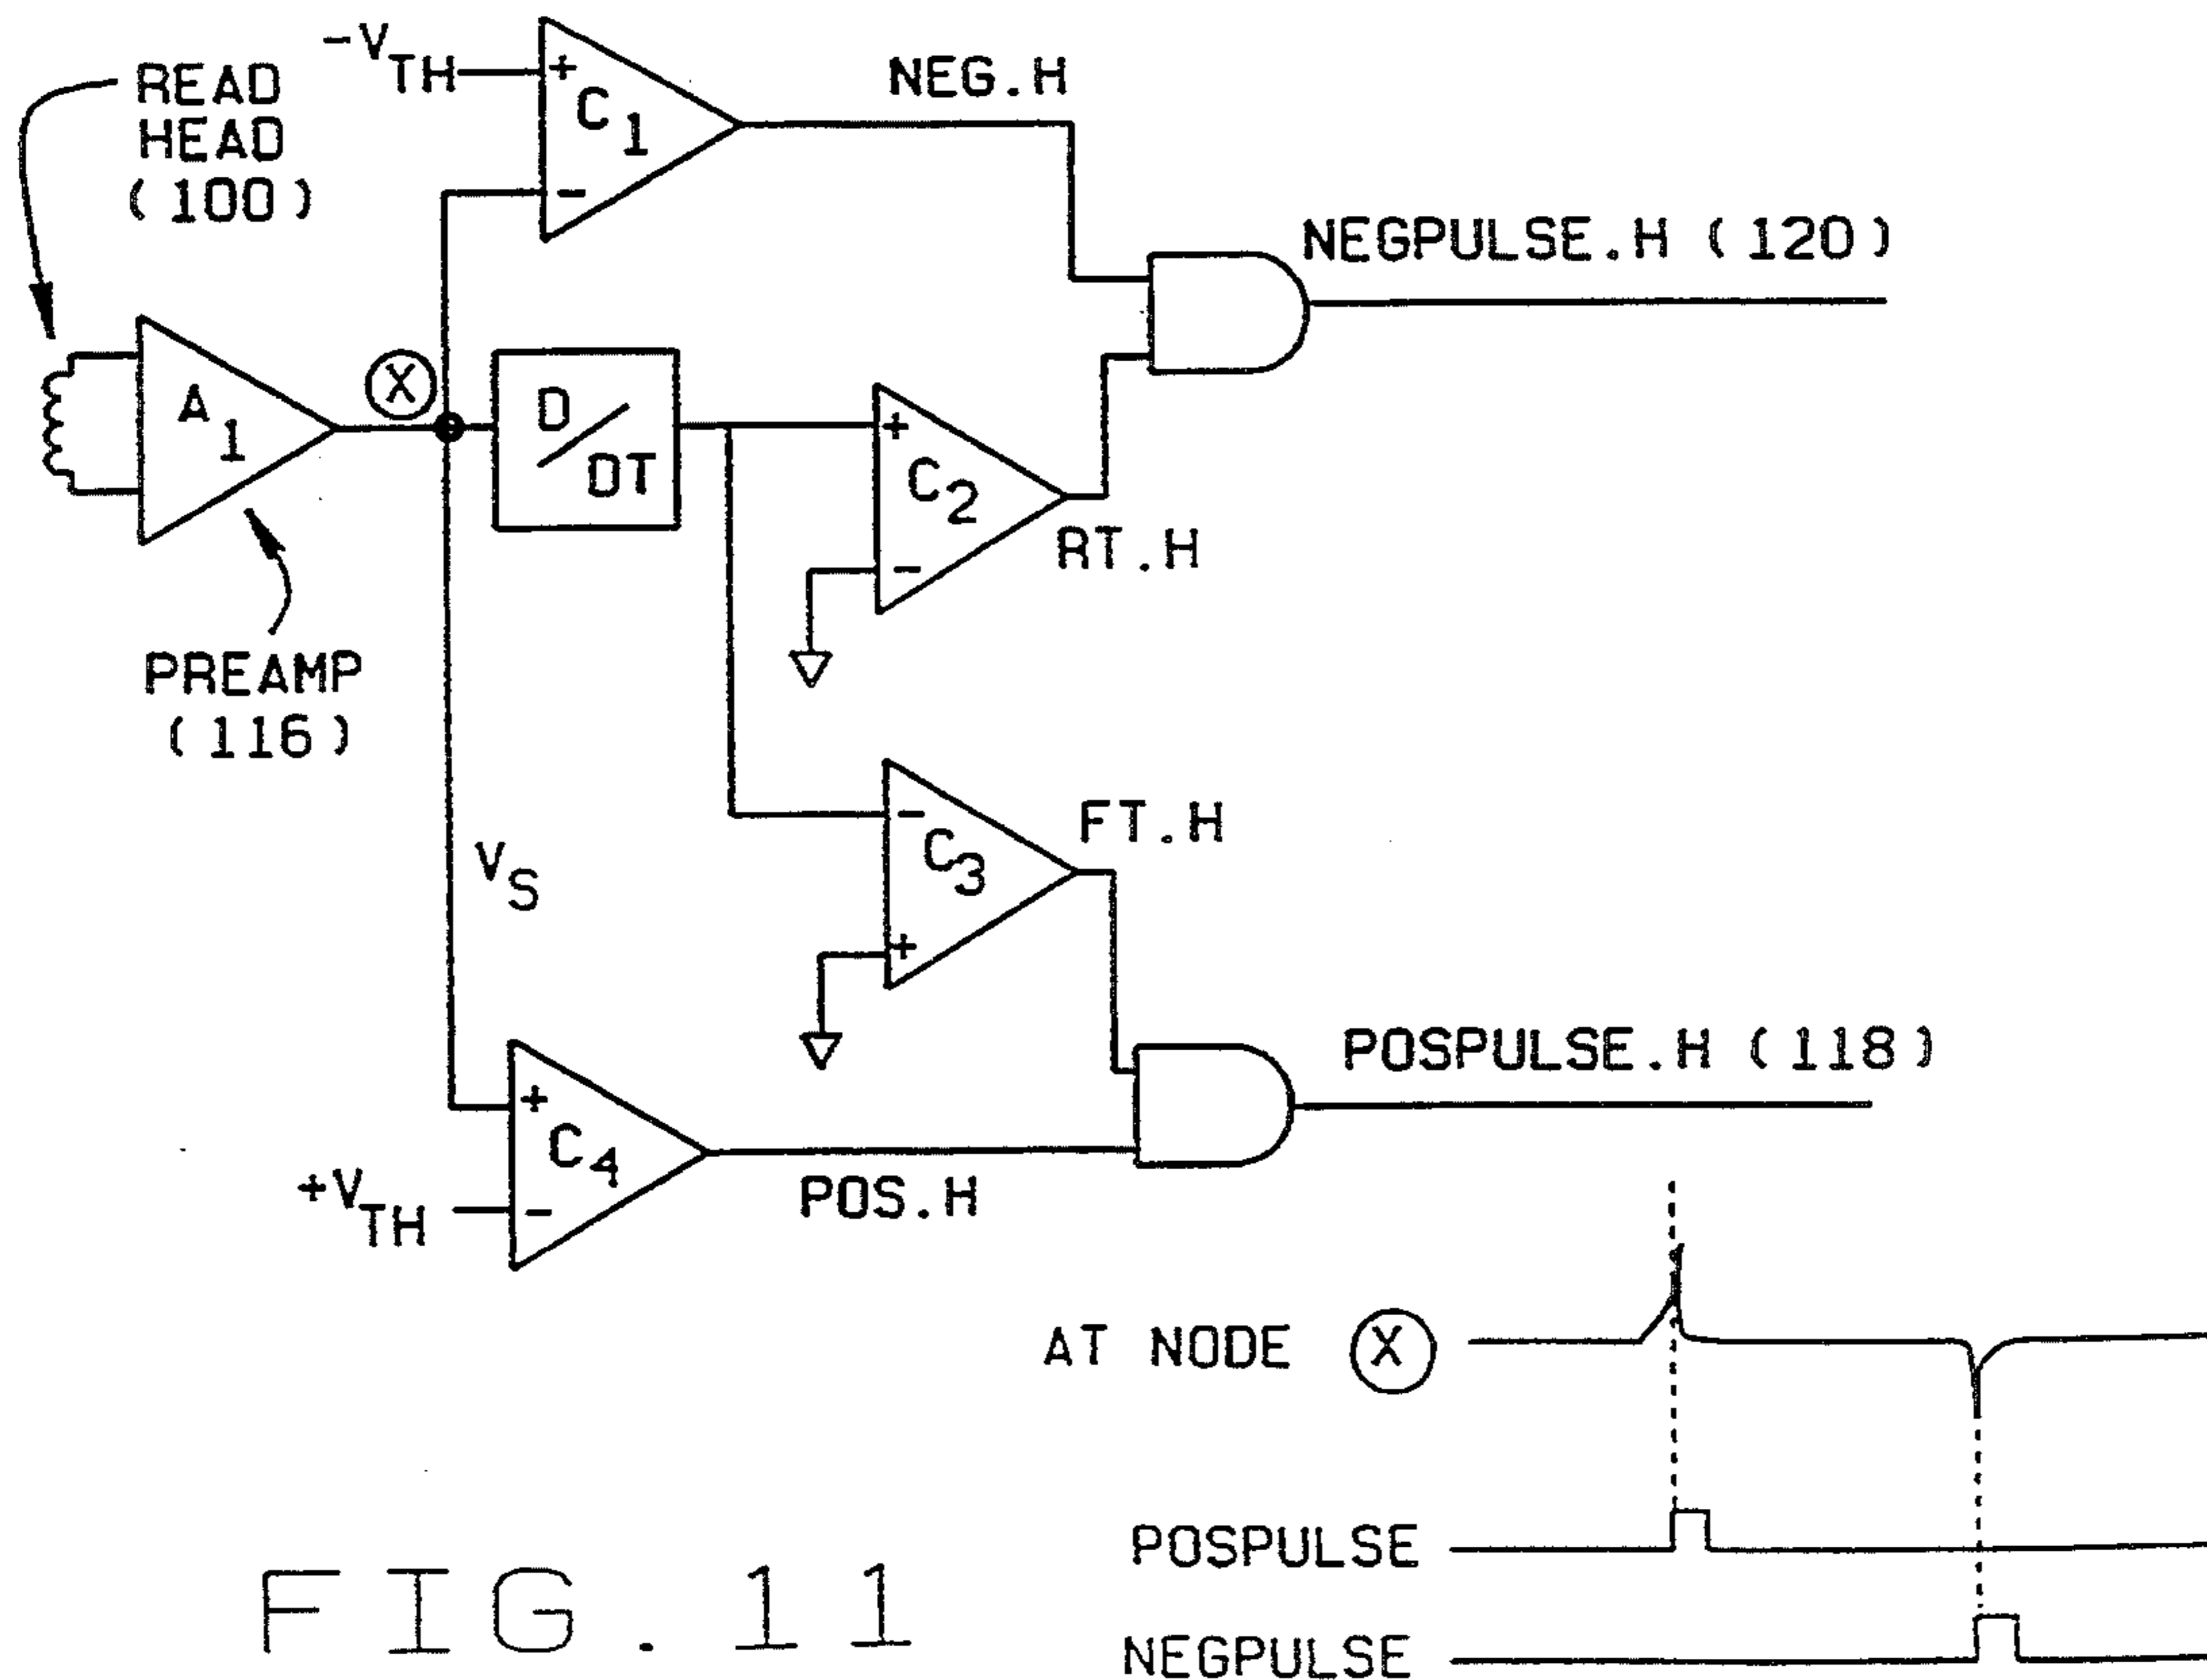 -VTH
READ
HEAD
(100)
+
C1
-
NEG.H
NEGPULSE.H (120)
A1
X
D/DT
+
C2
-
RT.H
PREAMP
(116)
VS
-
C3
+
FT.H
POSPULSE.H (118)
+
C4
-
+VTH
POS.H
AT NODE X
POSPULSE
NEGPULSE
FIG. 11